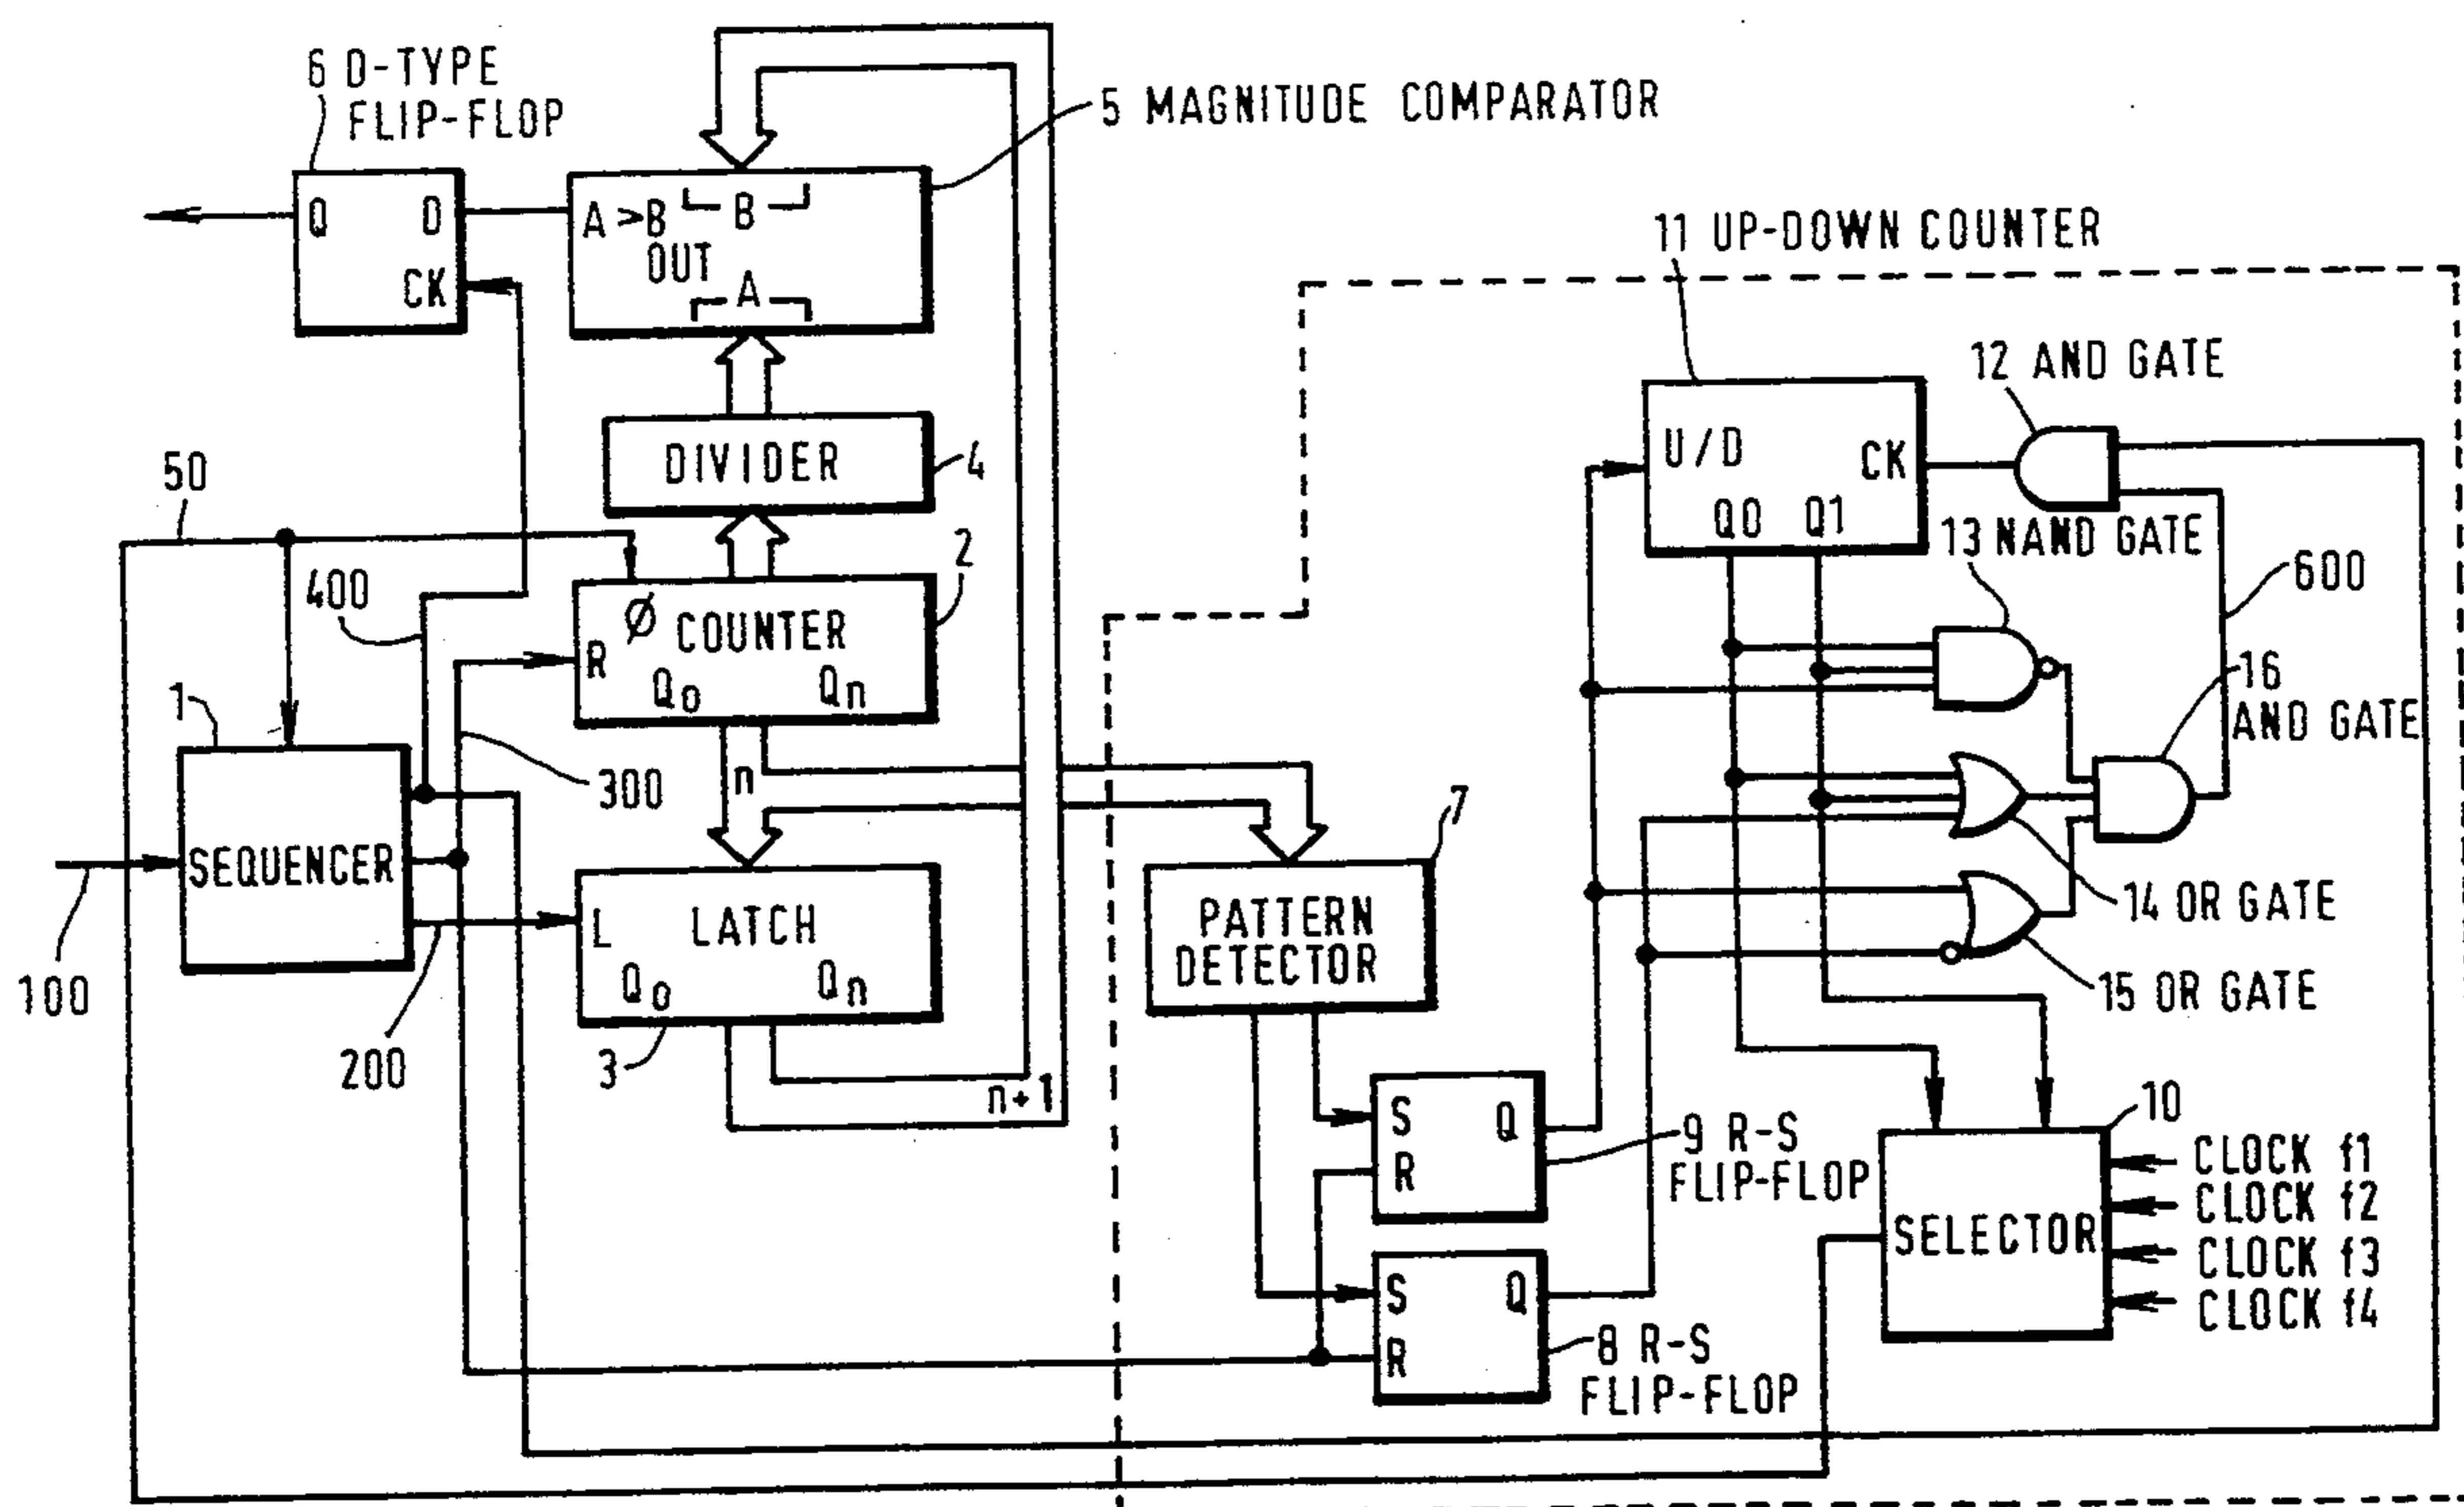 6 D-TYPE
FLIP-FLOP
5 MAGNITUDE COMPARATOR
Q D
CK
A >B B
OUT
A
11 UP-DOWN COUNTER
12 AND GATE
U/D CK
Q0 Q1
13 NAND GATE
DIVIDER
4
50
400
2
Ø COUNTER
R
Q0 Qn
600
16
AND GATE
1
300
n
7
SEQUENCER
LATCH
L
Q0 Qn
PATTERN
DETECTOR
14 OR GATE
15 OR GATE
100
200
3
n+1
S Q
R
9 R-S
FLIP-FLOP
10
CLOCK f1
CLOCK f2
SELECTOR
CLOCK f3
CLOCK f4
S Q
R
8 R-S
FLIP-FLOP